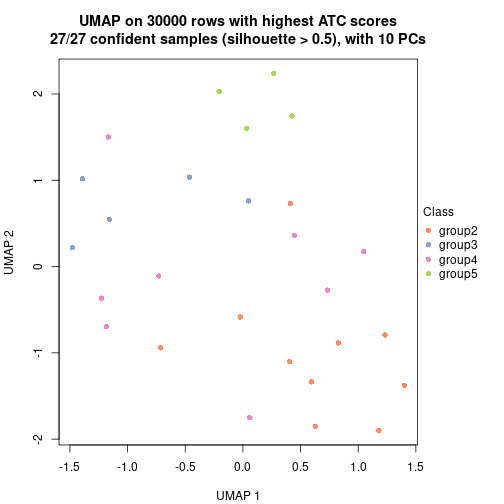 UMAP on 30000 rows with highest ATC scores
27/27 confident samples (silhouette > 0.5), with 10 PCs
UMAP 2
2
1
0
-1
-2
-1.5 -1.0 -0.5 0.0 0.5 1.0 1.5
UMAP 1
Class
group2
group3
group4
group5